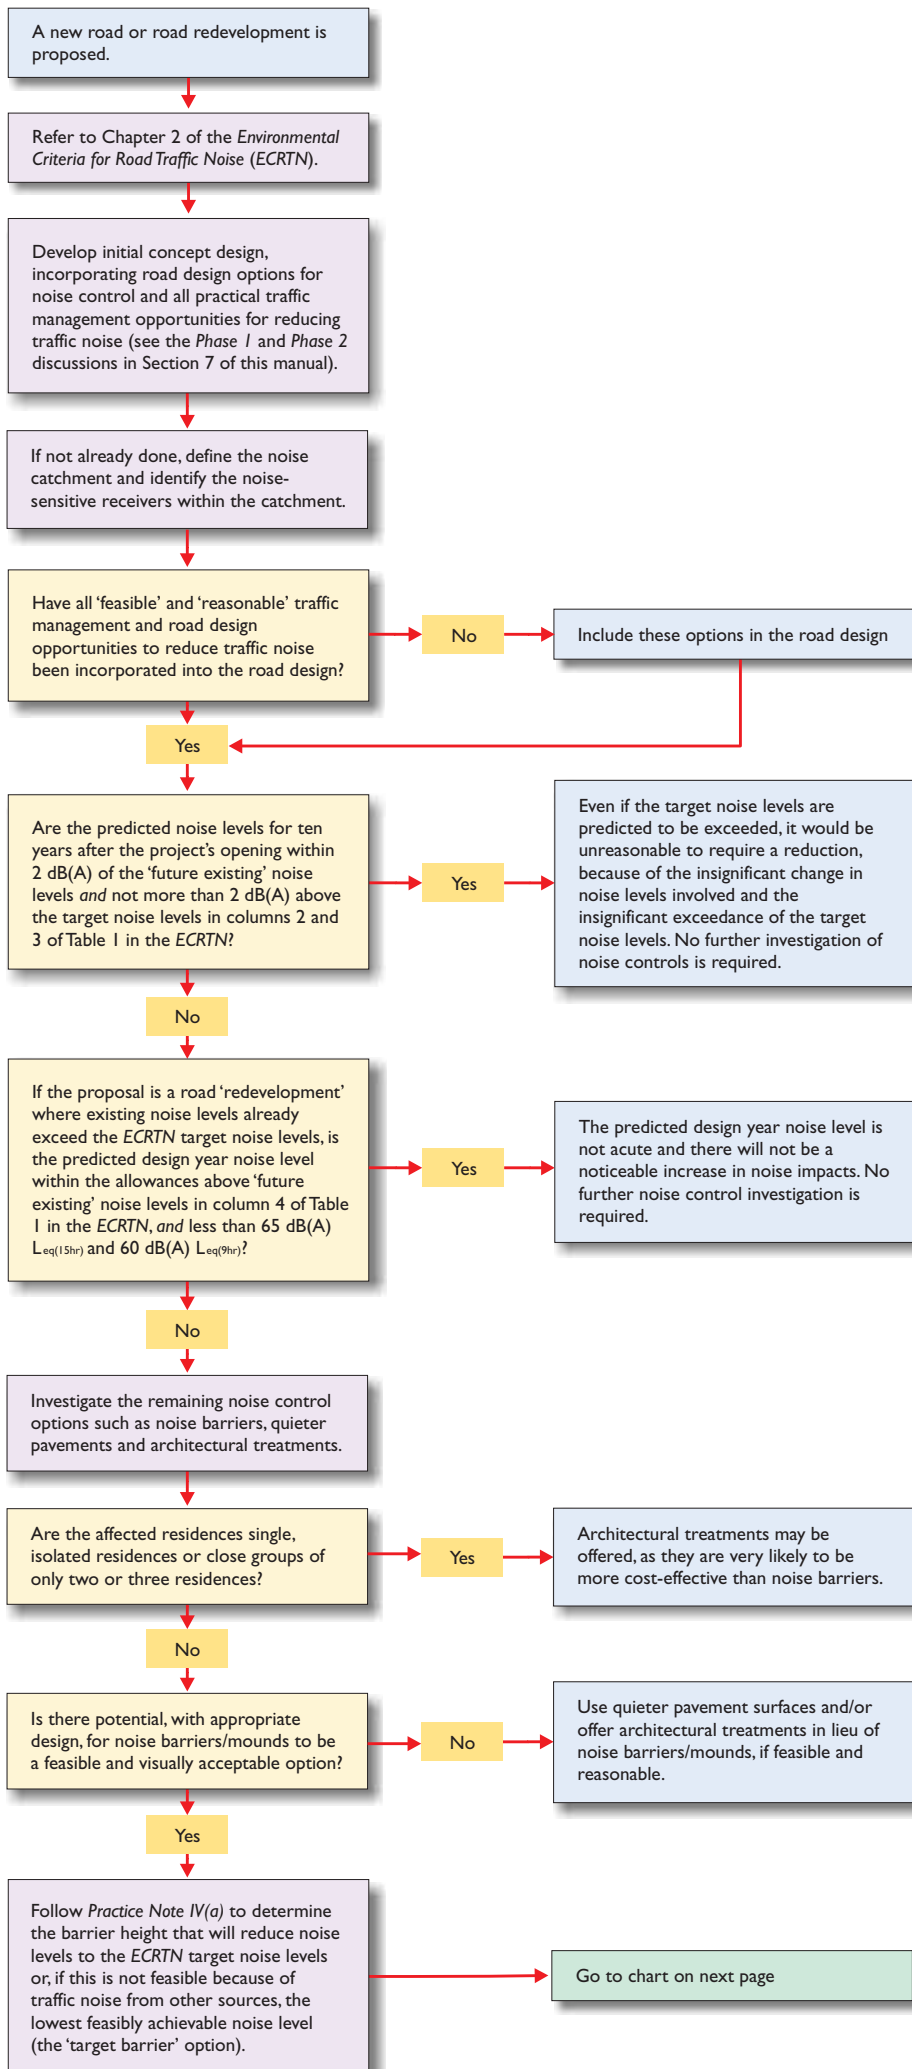 A new road or road redevelopment is
proposed.
Refer to Chapter 2 of the Environmental
Criteria for Road Traffic Noise (ECRTN).
Develop initial concept design,
incorporating road design options for
noise control and all practical traffic
management opportunities for reducing
traffic noise (see the Phase 1 and Phase 2
discussions in Section 7 of this manual).
If not already done, define the noise
catchment and identify the noise-
sensitive receivers within the catchment.
Have all ‘feasible’ and ‘reasonable’ traffic
management and road design
opportunities to reduce traffic noise
been incorporated into the road design?
No
Include these options in the road design
Yes
Are the predicted noise levels for ten
years after the project’s opening within
2 dB(A) of the ‘future existing’ noise
levels and not more than 2 dB(A) above
the target noise levels in columns 2 and
3 of Table 1 in the ECRTN?
Yes
Even if the target noise levels are
predicted to be exceeded, it would be
unreasonable to require a reduction,
because of the insignificant change in
noise levels involved and the
insignificant exceedance of the target
noise levels. No further investigation of
noise controls is required.
No
If the proposal is a road ‘redevelopment’
where existing noise levels already
exceed the ECRTN target noise levels, is
the predicted design year noise level
within the allowances above ‘future
existing’ noise levels in column 4 of Table
1 in the ECRTN, and less than 65 dB(A)
Leq(15hr) and 60 dB(A) Leq(9hr)?
Yes
The predicted design year noise level is
not acute and there will not be a
noticeable increase in noise impacts. No
further noise control investigation is
required.
No
Investigate the remaining noise control
options such as noise barriers, quieter
pavements and architectural treatments.
Are the affected residences single,
isolated residences or close groups of
only two or three residences?
Yes
Architectural treatments may be
offered, as they are very likely to be
more cost-effective than noise barriers.
No
Is there potential, with appropriate
design, for noise barriers/mounds to be
a feasible and visually acceptable option?
No
Use quieter pavement surfaces and/or
offer architectural treatments in lieu of
noise barriers/mounds, if feasible and
reasonable.
Yes
Follow Practice Note IV(a) to determine
the barrier height that will reduce noise
levels to the ECRTN target noise levels
or, if this is not feasible because of
traffic noise from other sources, the
lowest feasibly achievable noise level
(the ‘target barrier’ option).
Go to chart on next page